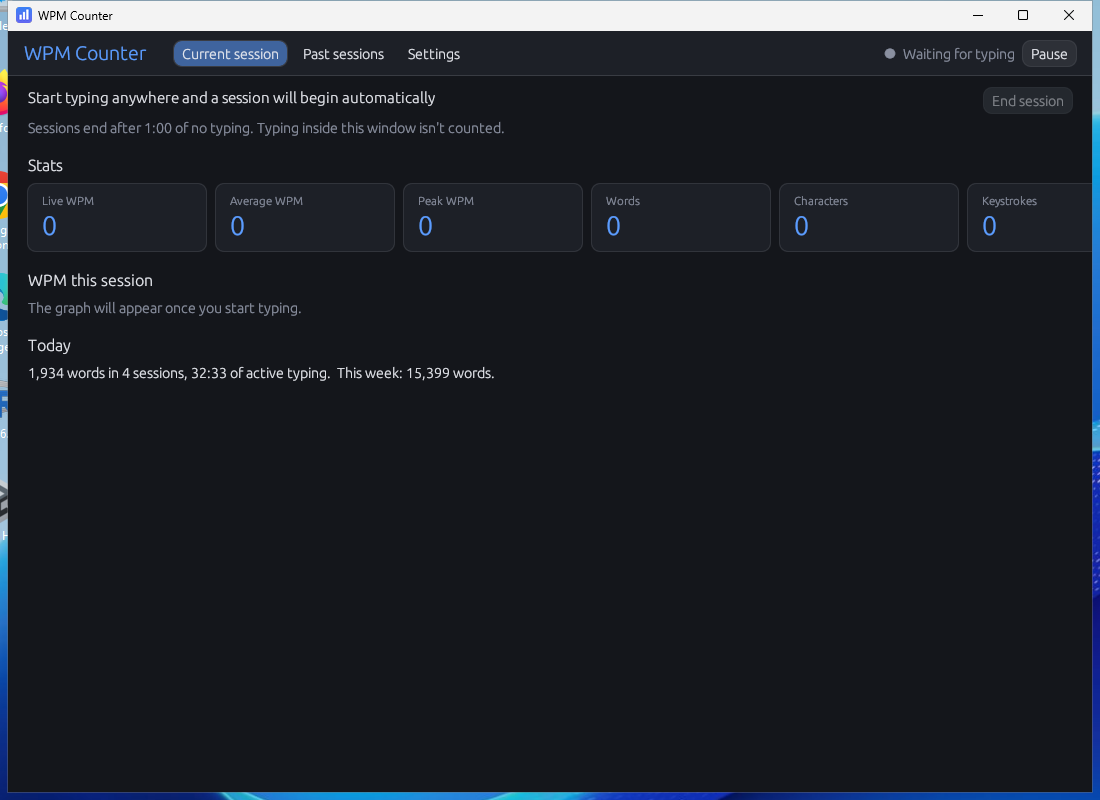 WPM Counter
WPM Counter Current session Past sessions Settings Waiting for typing Pause
Start typing anywhere and a session will begin automatically End session
Sessions end after 1:00 of no typing. Typing inside this window isn't counted.
Stats
Live WPM Average WPM Peak WPM Words Characters Keystrokes
0 0 0 0 0 0
WPM this session
The graph will appear once you start typing.
Today
1,934 words in 4 sessions, 32:33 of active typing. This week: 15,399 words.